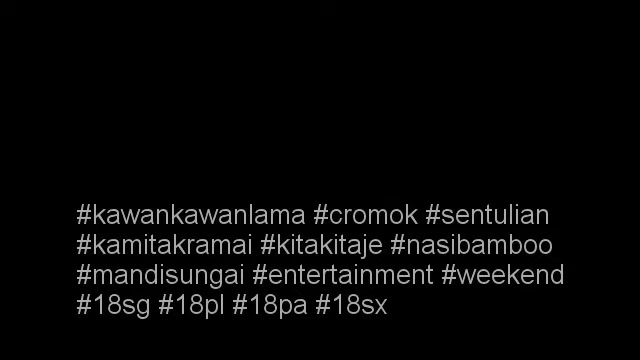 #kawankawanlama #cromok #sentulian
#kamitakramai #kitakitaje #nasibamboo
#mandisungai #entertainment #weekend
#18sg #18pl #18pa #18sx